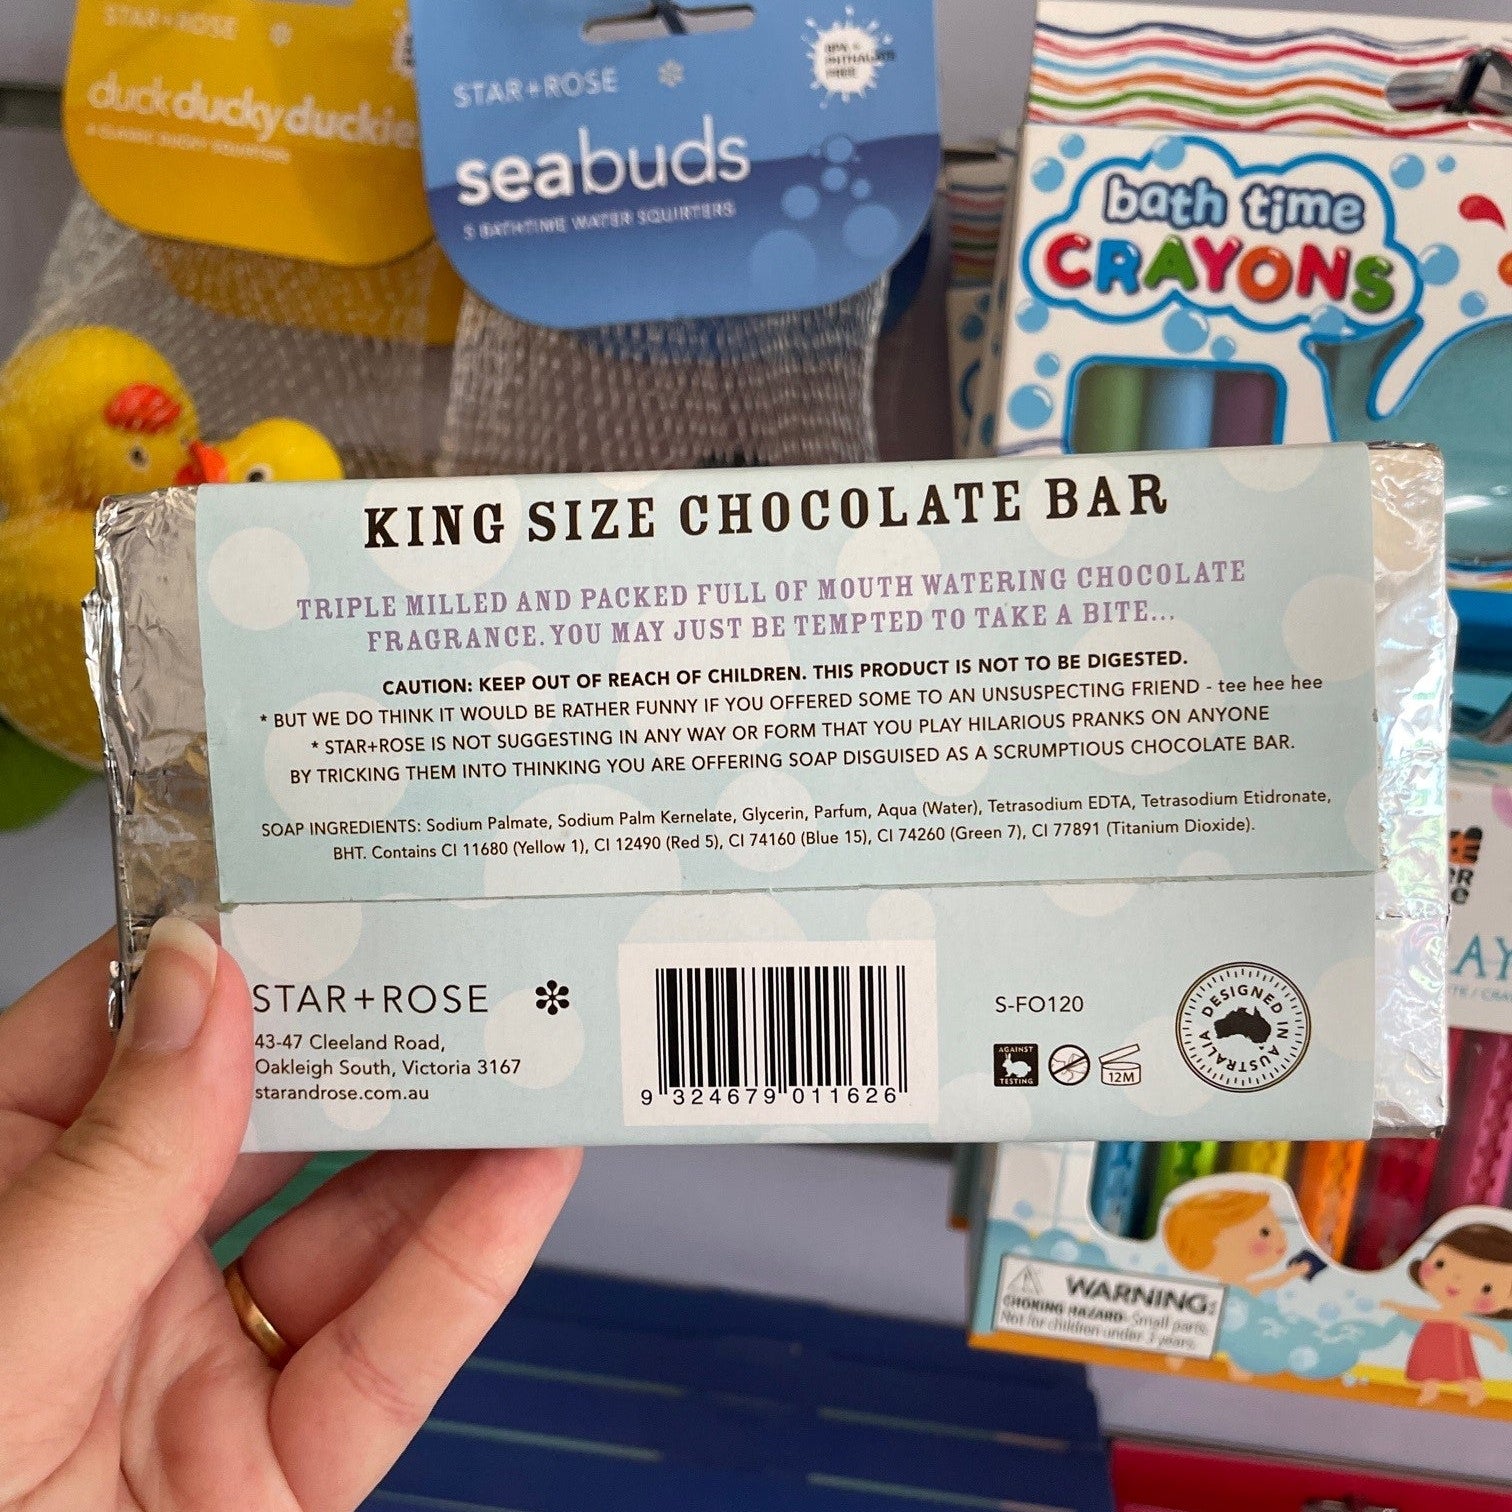 STAR+ROSE
duckduckyduckie
4 CLASSIC DUCKY SQUIRTERS
STAR+ROSE
seabuds
5 BATHTIME WATER SQUIRTERS
BPA +
PHTHALATE
FREE
bath time
CRAYONS
KING SIZE CHOCOLATE BAR
TRIPLE MILLED AND PACKED FULL OF MOUTH WATERING CHOCOLATE
FRAGRANCE. YOU MAY JUST BE TEMPTED TO TAKE A BITE...
CAUTION: KEEP OUT OF REACH OF CHILDREN. THIS PRODUCT IS NOT TO BE DIGESTED.
* BUT WE DO THINK IT WOULD BE RATHER FUNNY IF YOU OFFERED SOME TO AN UNSUSPECTING FRIEND - tee hee hee
* STAR+ROSE IS NOT SUGGESTING IN ANY WAY OR FORM THAT YOU PLAY HILARIOUS PRANKS ON ANYONE
BY TRICKING THEM INTO THINKING YOU ARE OFFERING SOAP DISGUISED AS A SCRUMPTIOUS CHOCOLATE BAR.
SOAP INGREDIENTS: Sodium Palmate, Sodium Palm Kernelate, Glycerin, Parfum, Aqua (Water), Tetrasodium EDTA, Tetrasodium Etidronate,
BHT. Contains CI 11680 (Yellow 1), CI 12490 (Red 5), CI 74160 (Blue 15), CI 74260 (Green 7), CI 77891 (Titanium Dioxide).
STAR+ROSE
43-47 Cleeland Road,
Oakleigh South, Victoria 3167
starandrose.com.au
9 324679 011626
S-FO120
AGAINST
TESTING
12M
DESIGNED IN AUSTRALIA
WARNING:
CHOKING HAZARD- Small parts.
Not for children under 3 years.